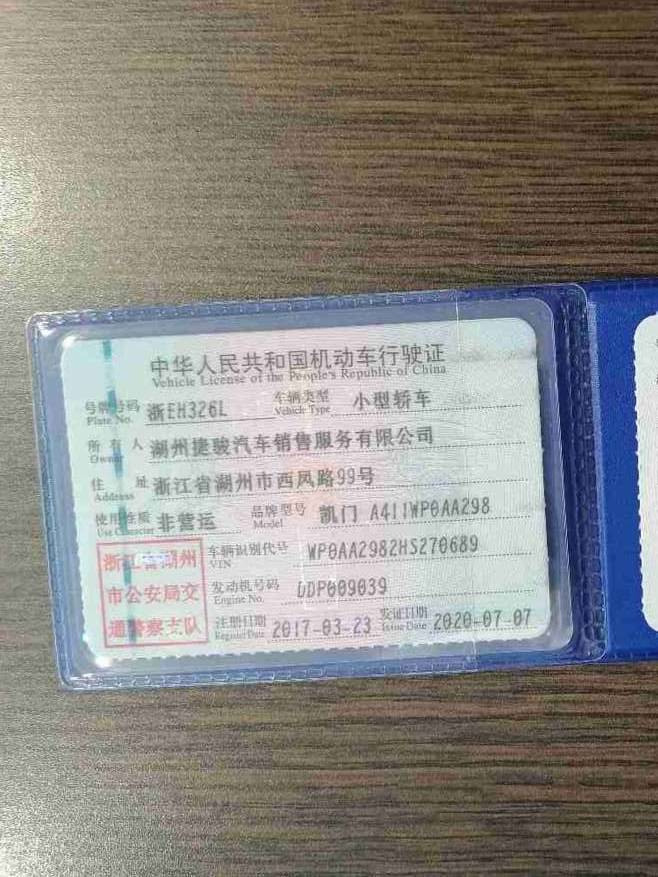 中华人民共和国机动车行驶证
Vehicle License of the People's Republic of China
号牌号码 浙EH326L 车辆类型 小型轿车
Plate No. Vehicle Type
所有人 湖州捷骏汽车销售服务有限公司
Owner
住址 浙江省湖州市西凤路99号
Address
使用性质 非营运 品牌型号 凯门 A411WP0AA298
Use Character Model
浙江省湖州
市公安局交
通警察支队
车辆识别代号 WP0AA2982HS270689
VIN
发动机号码 DDP009039
Engine No.
注册日期 2017-03-23 发证日期 2020-07-07
Register Date Issue Date